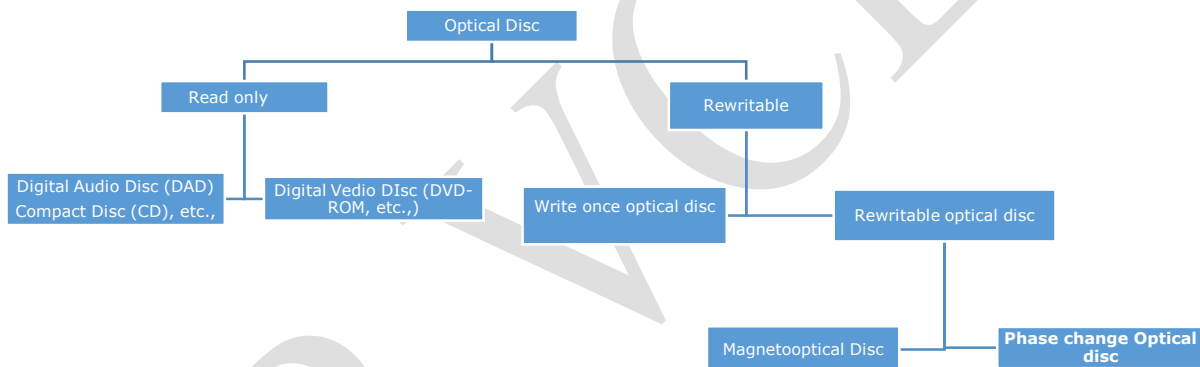 Optical Disc
Read only
Rewritable
Digital Audio Disc (DAD)
Compact Disc (CD), etc.,
Digital Vedio DIsc (DVD-
ROM, etc.,)
Write once optical disc
Rewritable optical disc
Magnetooptical Disc
Phase change Optical
disc